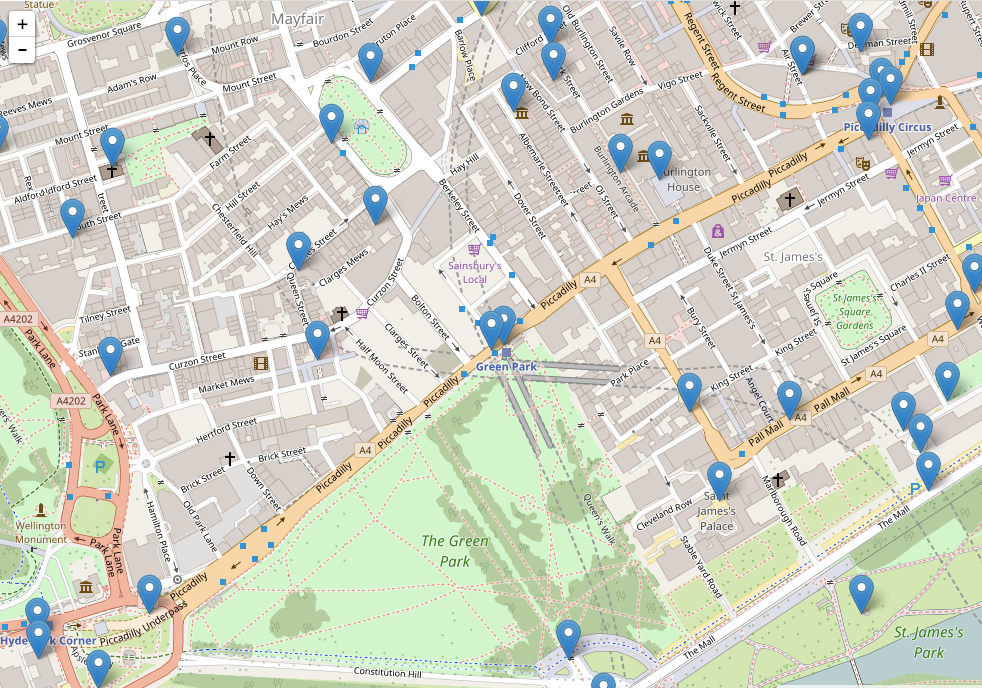 +
−
Statue
Grosvenor Square
Mayfair
Mount Row
Bourdon Street
Bruton Place
Barlow Place
Clifford
Old Burlington Street
Savile Row
Regent Street
Brewer Street
Denman Street
Air Street
Adam's Row
Mount Street
Reeves Mews
Mount Street
Farm Street
New Bond Street
Burlington Gardens
Vigo Street
Regent Street
Sackville Street
Piccadilly Circus
Piccadilly
Jermyn Street
Japan Centre
Albemarle Street
Burlington Arcade
Burlington
House
Hay Hill
Berkeley Street
Dover Street
Old
Street
Piccadilly
Jermyn Street
Jermyn Street
St. James's
Charles II Street
St James's
Square
Gardens
St James's Square
King Street
Duke Street St James's
Bury Street
Aldford Street
South Street
Hill Street
Chesterfield Hill
Hay's Mews
Charles Street
Clarges Mews
Queen Street
Curzon Street
Sainsbury's
Local
Bolton Street
Clarges Street
Half Moon Street
Piccadilly
A4
A4
A4
A4
A4
A4202
Park Lane
Tilney Street
Curzon Street
Market Mews
Green Park
Park Place
King Street
Angel Court
Pall Mall
Pall Mall
A4202
Park Lane
Hertford Street
Brick Street
Brick Street
Down Street
Old Park Lane
Hamilton Place
Piccadilly
Piccadilly
Piccadilly
A4
P
P
Wellington
Monument
Park Lane
Park Lane
The Green
Park
Queen's Walk
Cleveland Row
Saint
James's
Palace
Marlborough Road
Stable Yard Road
The Mall
The Mall
Piccadilly
Piccadilly Underpass
Hyde Park Corner
Constitution Hill
St. James's
Park